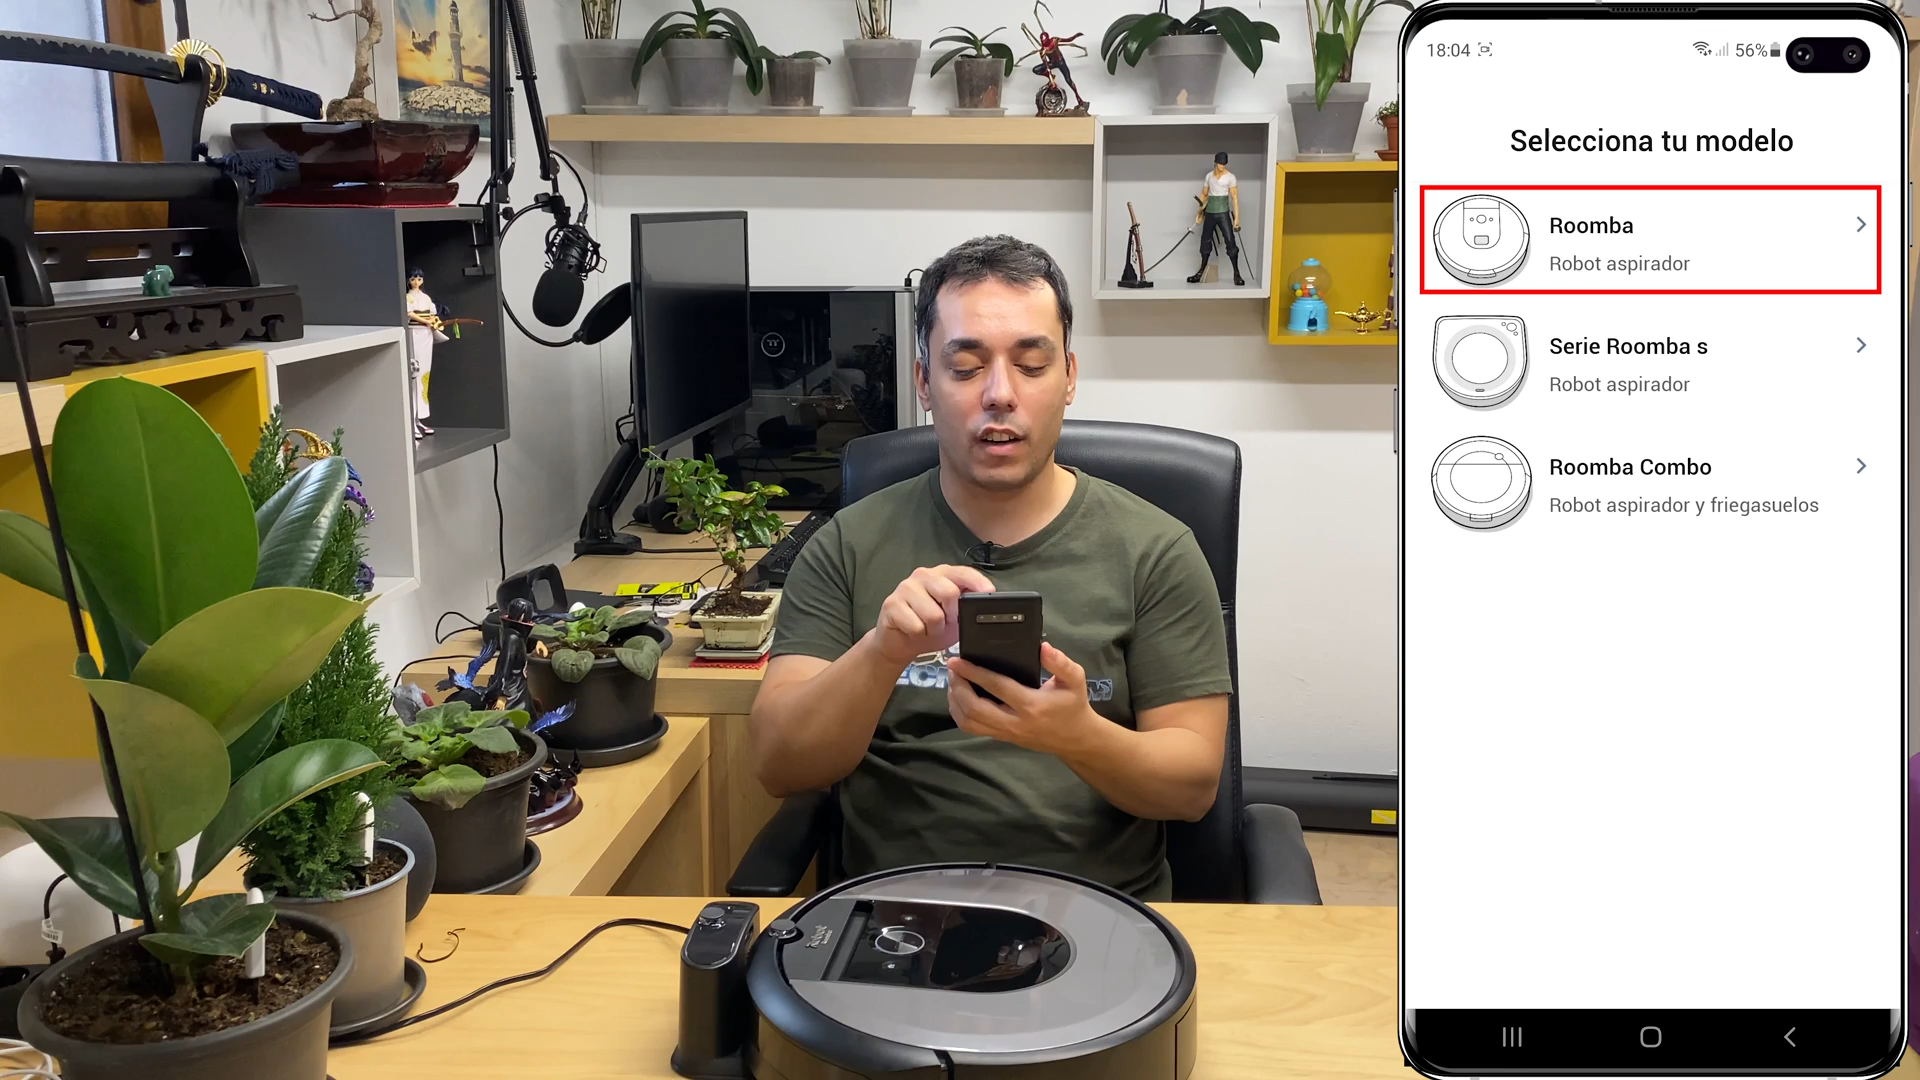 18:04
56%
Selecciona tu modelo
Roomba
Robot aspirador
Serie Roomba s
Robot aspirador
Roomba Combo
Robot aspirador y friegasuelos